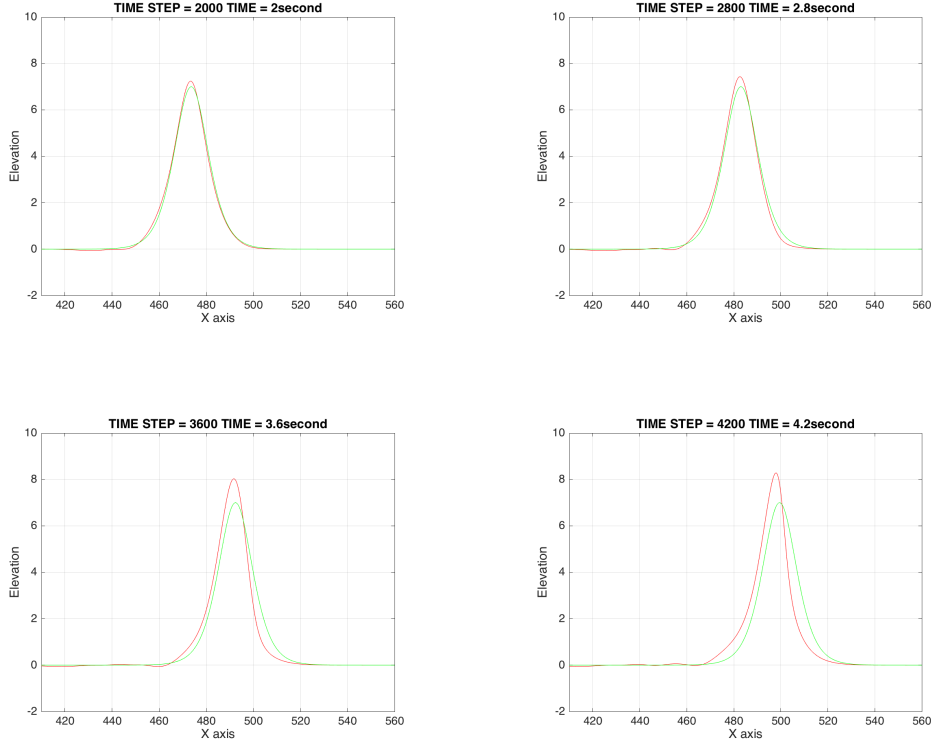 TIME STEP = 2000 TIME = 2second
10
8
6
4
2
0
-2
Elevation
420 440 460 480 500 520 540 560
X axis
TIME STEP = 2800 TIME = 2.8second
10
8
6
4
2
0
-2
Elevation
420 440 460 480 500 520 540 560
X axis
TIME STEP = 3600 TIME = 3.6second
10
8
6
4
2
0
-2
Elevation
420 440 460 480 500 520 540 560
X axis
TIME STEP = 4200 TIME = 4.2second
10
8
6
4
2
0
-2
Elevation
420 440 460 480 500 520 540 560
X axis